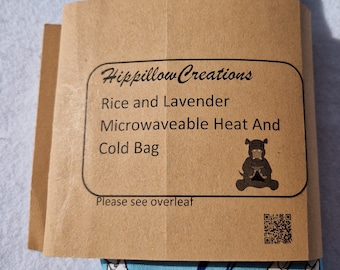 HippillowCreations
Rice and Lavender
Microwaveable Heat And
Cold Bag
Please see overleaf